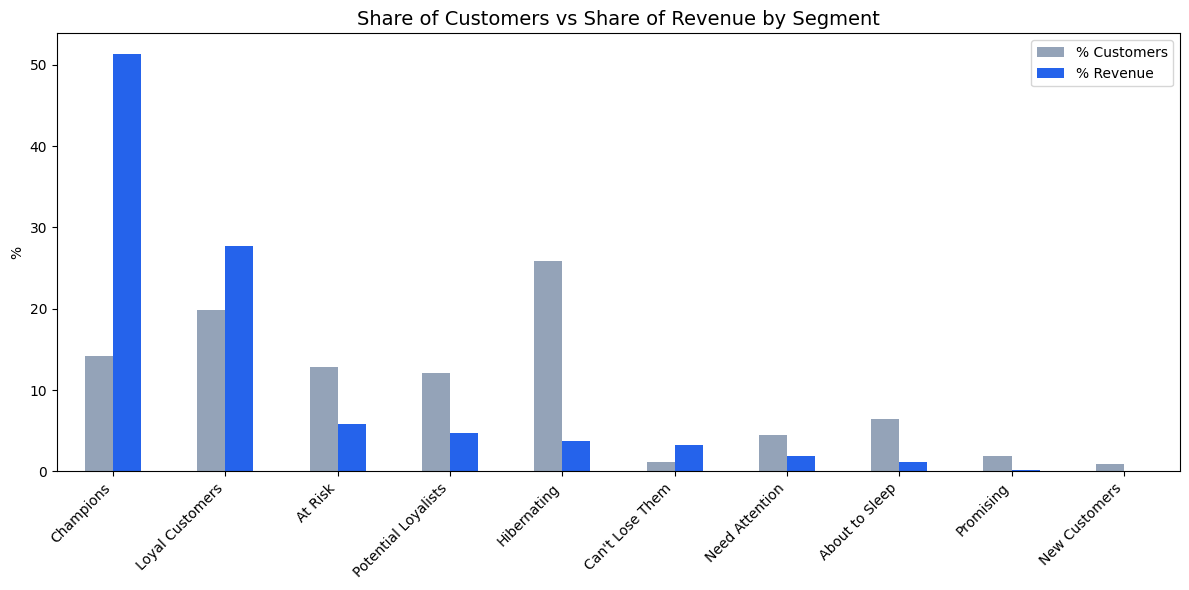 Share of Customers vs Share of Revenue by Segment
% Customers
% Revenue
%
50
40
30
20
10
0
Champions
Loyal Customers
At Risk
Potential Loyalists
Hibernating
Can't Lose Them
Need Attention
About to Sleep
Promising
New Customers